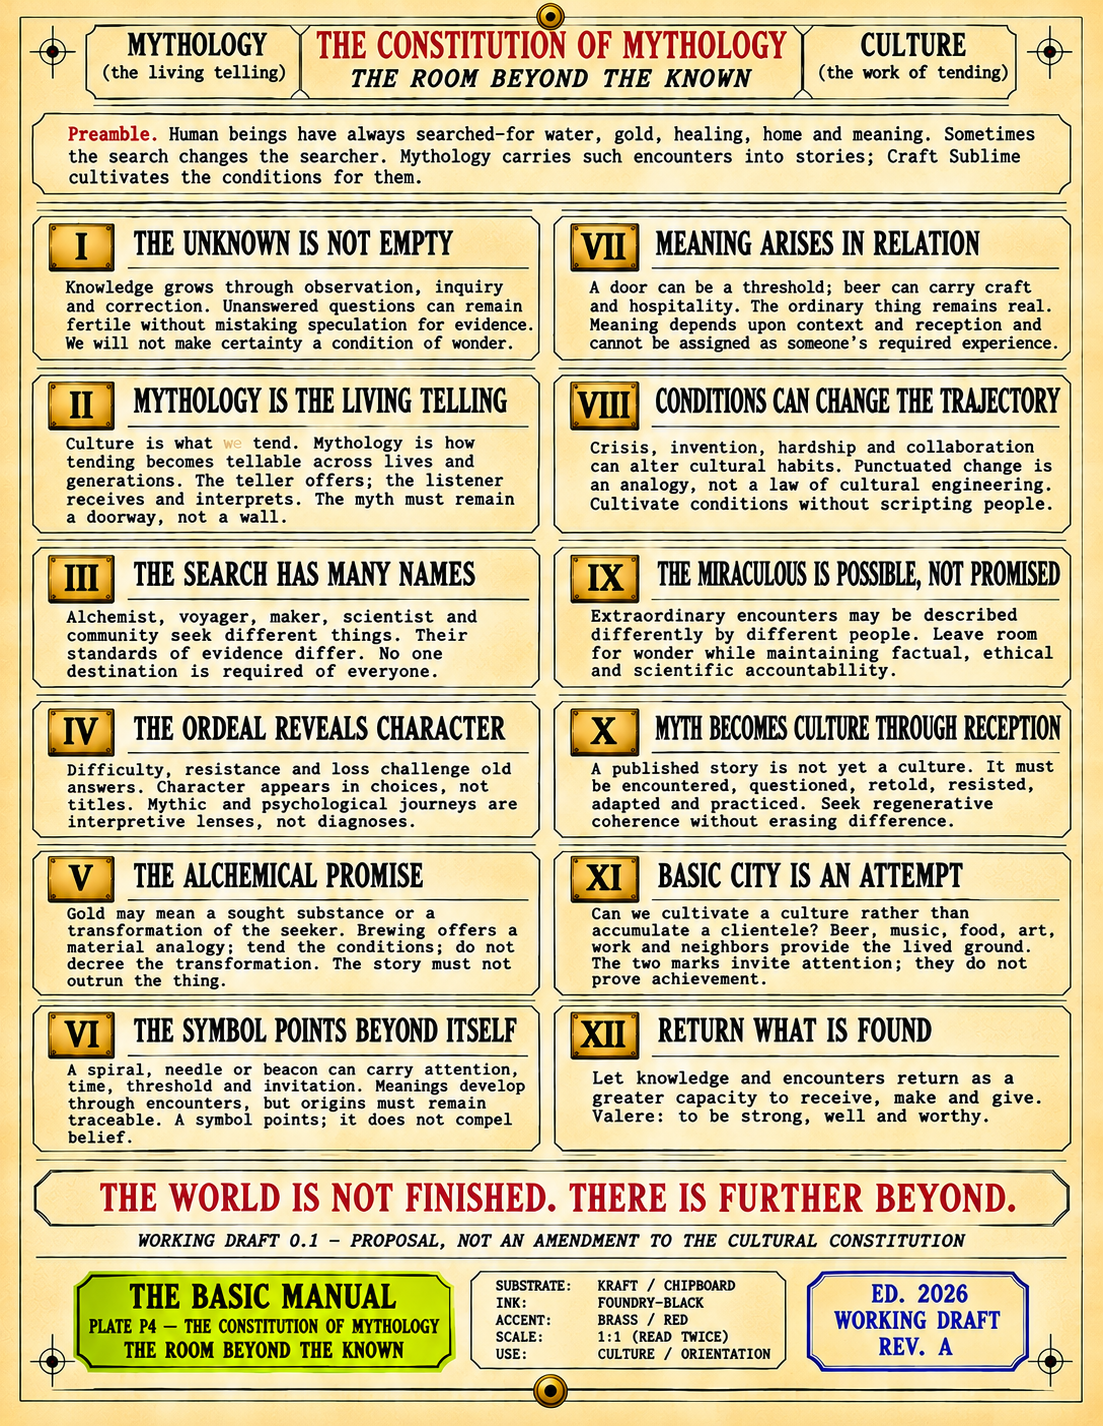 MYTHOLOGY
(the living telling)
THE CONSTITUTION OF MYTHOLOGY
THE ROOM BEYOND THE KNOWN
CULTURE
(the work of tending)
Preamble. Human beings have always searched–for water, gold, healing, home and meaning. Sometimes
the search changes the searcher. Mythology carries such encounters into stories; Craft Sublime
cultivates the conditions for them.
I THE UNKNOWN IS NOT EMPTY
Knowledge grows through observation, inquiry
and correction. Unanswered questions can remain
fertile without mistaking speculation for evidence.
We will not make certainty a condition of wonder.
II MYTHOLOGY IS THE LIVING TELLING
Culture is what we tend. Mythology is how
tending becomes tellable across lives and
generations. The teller offers; the listener
receives and interprets. The myth must remain
a doorway, not a wall.
III THE SEARCH HAS MANY NAMES
Alchemist, voyager, maker, scientist and
community seek different things. Their
standards of evidence differ. No one
destination is required of everyone.
IV THE ORDEAL REVEALS CHARACTER
Difficulty, resistance and loss challenge old
answers. Character appears in choices, not
titles. Mythic and psychological journeys are
interpretive lenses, not diagnoses.
V THE ALCHEMICAL PROMISE
Gold may mean a sought substance or a
transformation of the seeker. Brewing offers a
material analogy; tend the conditions; do not
decree the transformation. The story must not
outrun the thing.
VI THE SYMBOL POINTS BEYOND ITSELF
A spiral, needle or beacon can carry attention,
time, threshold and invitation. Meanings develop
through encounters, but origins must remain
traceable. A symbol points; it does not compel
belief.
VII MEANING ARISES IN RELATION
A door can be a threshold; beer can carry craft
and hospitality. The ordinary thing remains real.
Meaning depends upon context and reception and
cannot be assigned as someone's required experience.
VIII CONDITIONS CAN CHANGE THE TRAJECTORY
Crisis, invention, hardship and collaboration
can alter cultural habits. Punctuated change is
an analogy, not a law of cultural engineering.
Cultivate conditions without scripting people.
IX THE MIRACULOUS IS POSSIBLE, NOT PROMISED
Extraordinary encounters may be described
differently by different people. Leave room
for wonder while maintaining factual, ethical
and scientific accountabllity.
X MYTH BECOMES CULTURE THROUGH RECEPTION
A published story is not yet a culture. It must
be encountered, questioned, retold, resisted,
adapted and practiced. Seek regenerative
coherence without erasing difference.
XI BASIC CITY IS AN ATTEMPT
Can we cultivate a culture rather than
accumulate a clientele? Beer, music, food, art,
work and neighbors provide the lived ground.
The two marks invite attention; they do not
prove achievement.
XII RETURN WHAT IS FOUND
Let knowledge and encounters return as a
greater capacity to receive, make and give.
Valere: to be strong, well and worthy.
THE WORLD IS NOT FINISHED. THERE IS FURTHER BEYOND.
WORKING DRAFT 0.1 – PROPOSAL, NOT AN AMENDMENT TO THE CULTURAL CONSTITUTION
THE BASIC MANUAL
PLATE P4 – THE CONSTITUTION OF MYTHOLOGY
THE ROOM BEYOND THE KNOWN
SUBSTRATE: KRAFT / CHIPBOARD
INK: FOUNDRY–BLACK
ACCENT: BRASS / RED
SCALE: 1:1 (READ TWICE)
USE: CULTURE / ORIENTATION
ED. 2026
WORKING DRAFT
REV. A